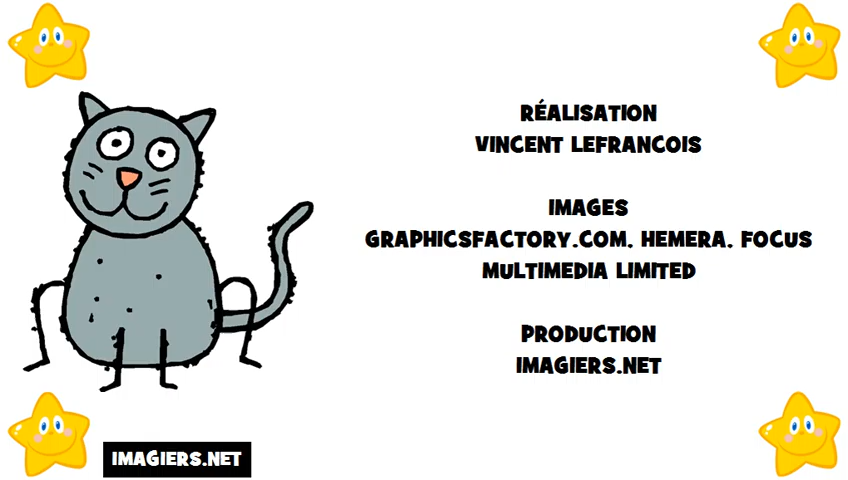 RÉALISATION
VINCENT LEFRANCOIS
IMAGES
GRAPHICSFACTORY.COM, HEMERA, FOCUS
MULTIMEDIA LIMITED
PRODUCTION
IMAGIERS.NET
IMAGIERS.NET